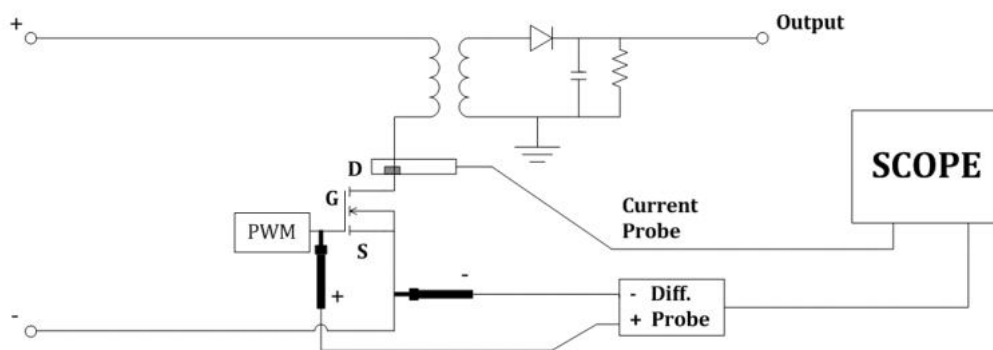 +
Output
D
SCOPE
G
Current
Probe
PWM
S
-
+
- Diff.
+ Probe
-